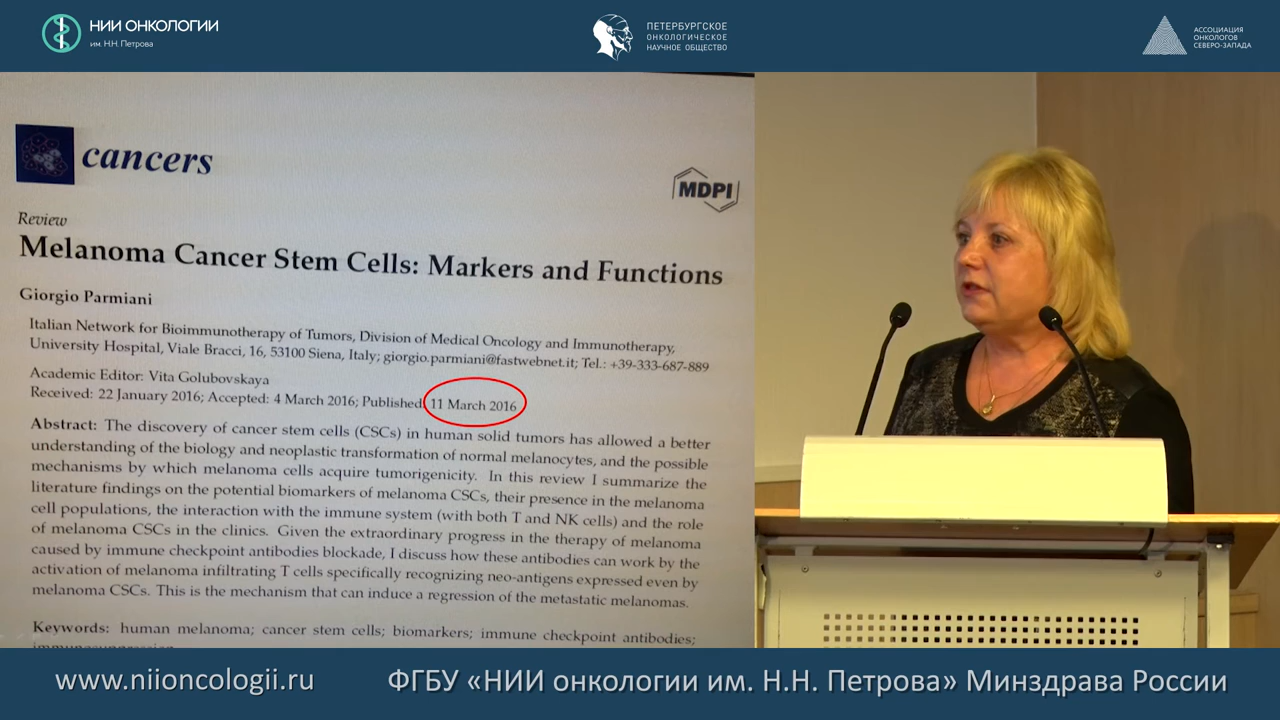 НИИ ОНКОЛОГИИ
им. Н.Н. Петрова
ПЕТЕРБУРГСКОЕ
ОНКОЛОГИЧЕСКОЕ
НАУЧНОЕ ОБЩЕСТВО
АССОЦИАЦИЯ
ОНКОЛОГОВ
СЕВЕРО-ЗАПАДА
cancers
MDPI
Review
Melanoma Cancer Stem Cells: Markers and Functions
Giorgio Parmiani
Italian Network for Bioimmunotherapy of Tumors, Division of Medical Oncology and Immunotherapy,
University Hospital, Viale Bracci, 16, 53100 Siena, Italy; giorgio.parmiani@fastwebnet.it; Tel.: +39-333-687-889
Academic Editor: Vita Golubovskaya
Received: 22 January 2016; Accepted: 4 March 2016; Published: 11 March 2016
Abstract: The discovery of cancer stem cells (CSCs) in human solid tumors has allowed a better
understanding of the biology and neoplastic transformation of normal melanocytes, and the possible
mechanisms by which melanoma cells acquire tumorigenicity. In this review I summarize the
literature findings on the potential biomarkers of melanoma CSCs, their presence in the melanoma
cell populations, the interaction with the immune system (with both T and NK cells) and the role
of melanoma CSCs in the clinics. Given the extraordinary progress in the therapy of melanoma
caused by immune checkpoint antibodies blockade, I discuss how these antibodies can work by the
activation of melanoma infiltrating T cells specifically recognizing neo-antigens expressed even by
melanoma CSCs. This is the mechanism that can induce a regression of the metastatic melanomas.
Keywords: human melanoma; cancer stem cells; biomarkers; immune checkpoint antibodies;
www.niioncologii.ru
ФГБУ «НИИ онкологии им. Н.Н. Петрова» Минздрава России